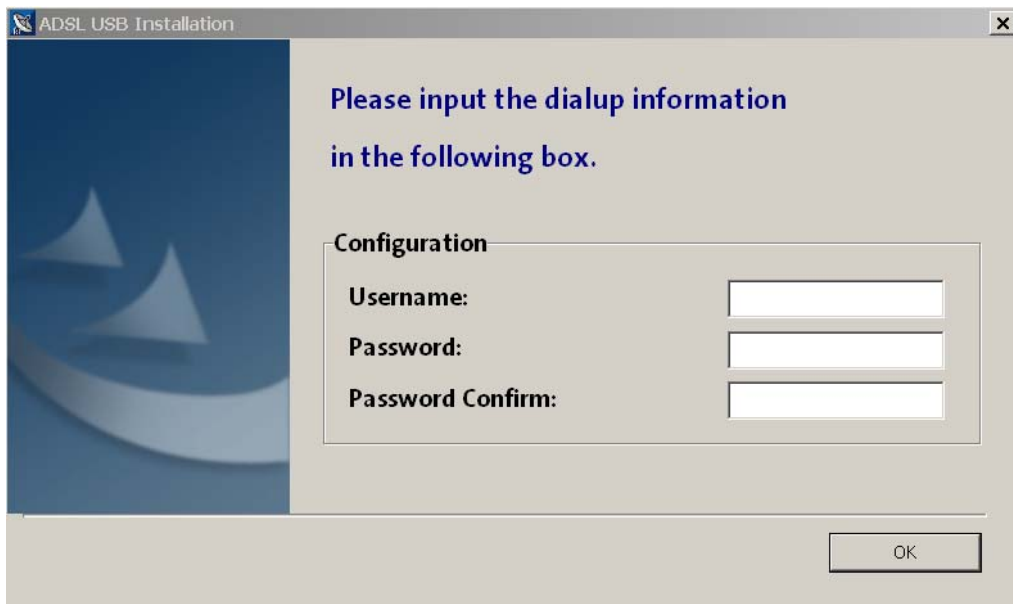 ADSL USB Installation
Please input the dialup information
in the following box.
Configuration
Username:
Password:
Password Confirm:
OK